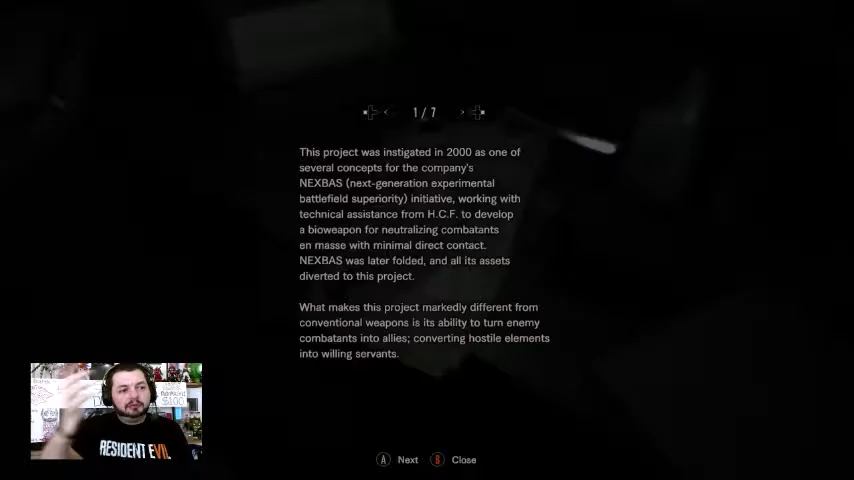 1 / 7
This project was instigated in 2000 as one of
several concepts for the company's
NEXBAS (next-generation experimental
battlefield superiority) initiative, working with
technical assistance from H.C.F. to develop
a bioweapon for neutralizing combatants
en masse with minimal direct contact.
NEXBAS was later folded, and all its assets
diverted to this project.
What makes this project markedly different from
conventional weapons is its ability to turn enemy
combatants into allies; converting hostile elements
into willing servants.
$100
RESIDENT EVIL
A Next B Close